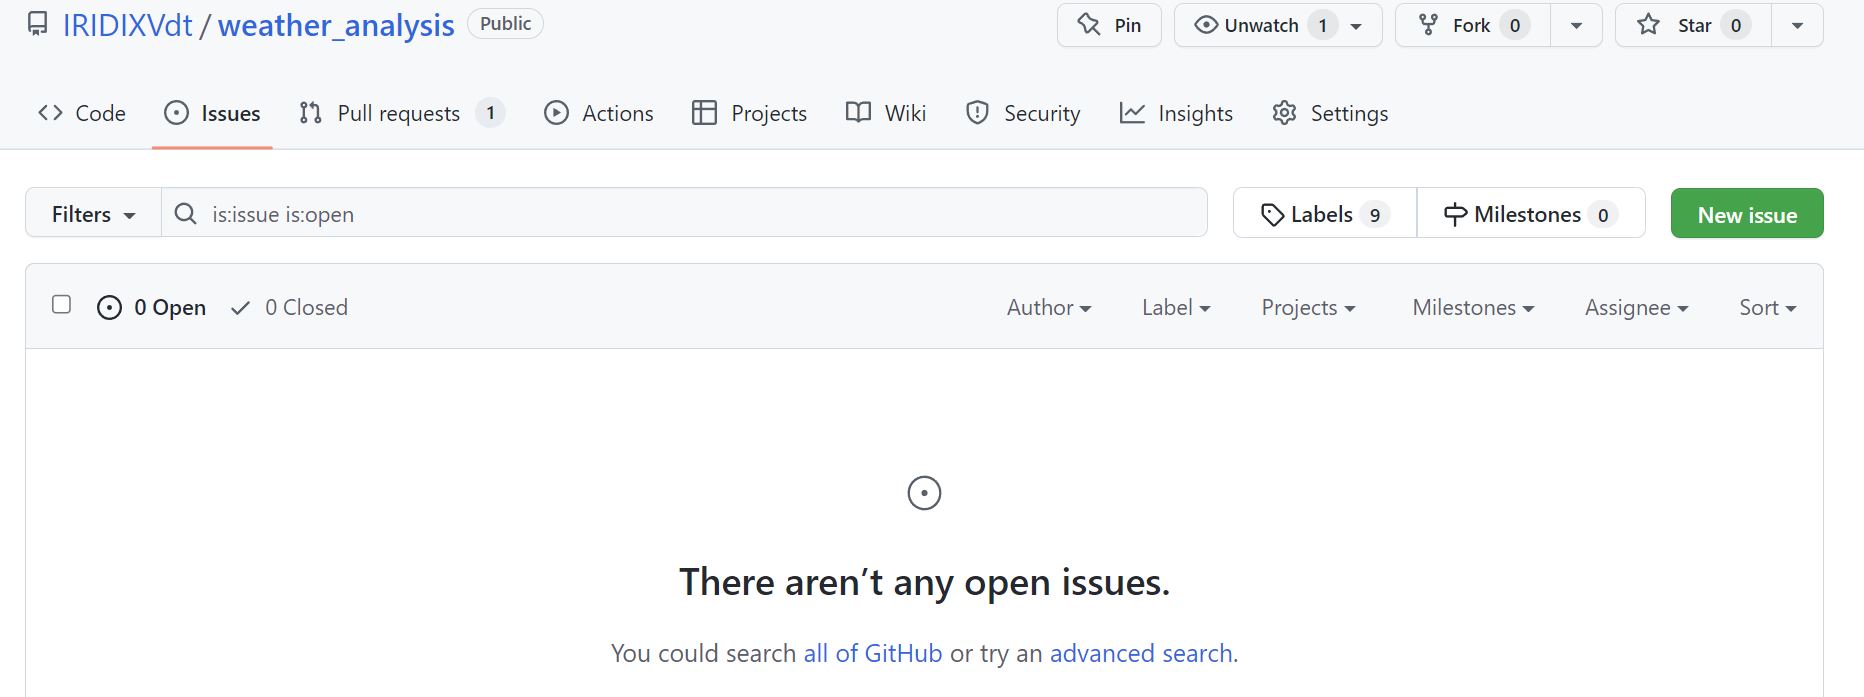 IRIDIXVdt / weather_analysis Public Pin Unwatch 1 Fork 0 Star 0
Code Issues Pull requests 1 Actions Projects Wiki Security Insights Settings
Filters is:issue is:open Labels 9 Milestones 0 New issue
0 Open 0 Closed Author Label Projects Milestones Assignee Sort
There aren’t any open issues.
You could search all of GitHub or try an advanced search.